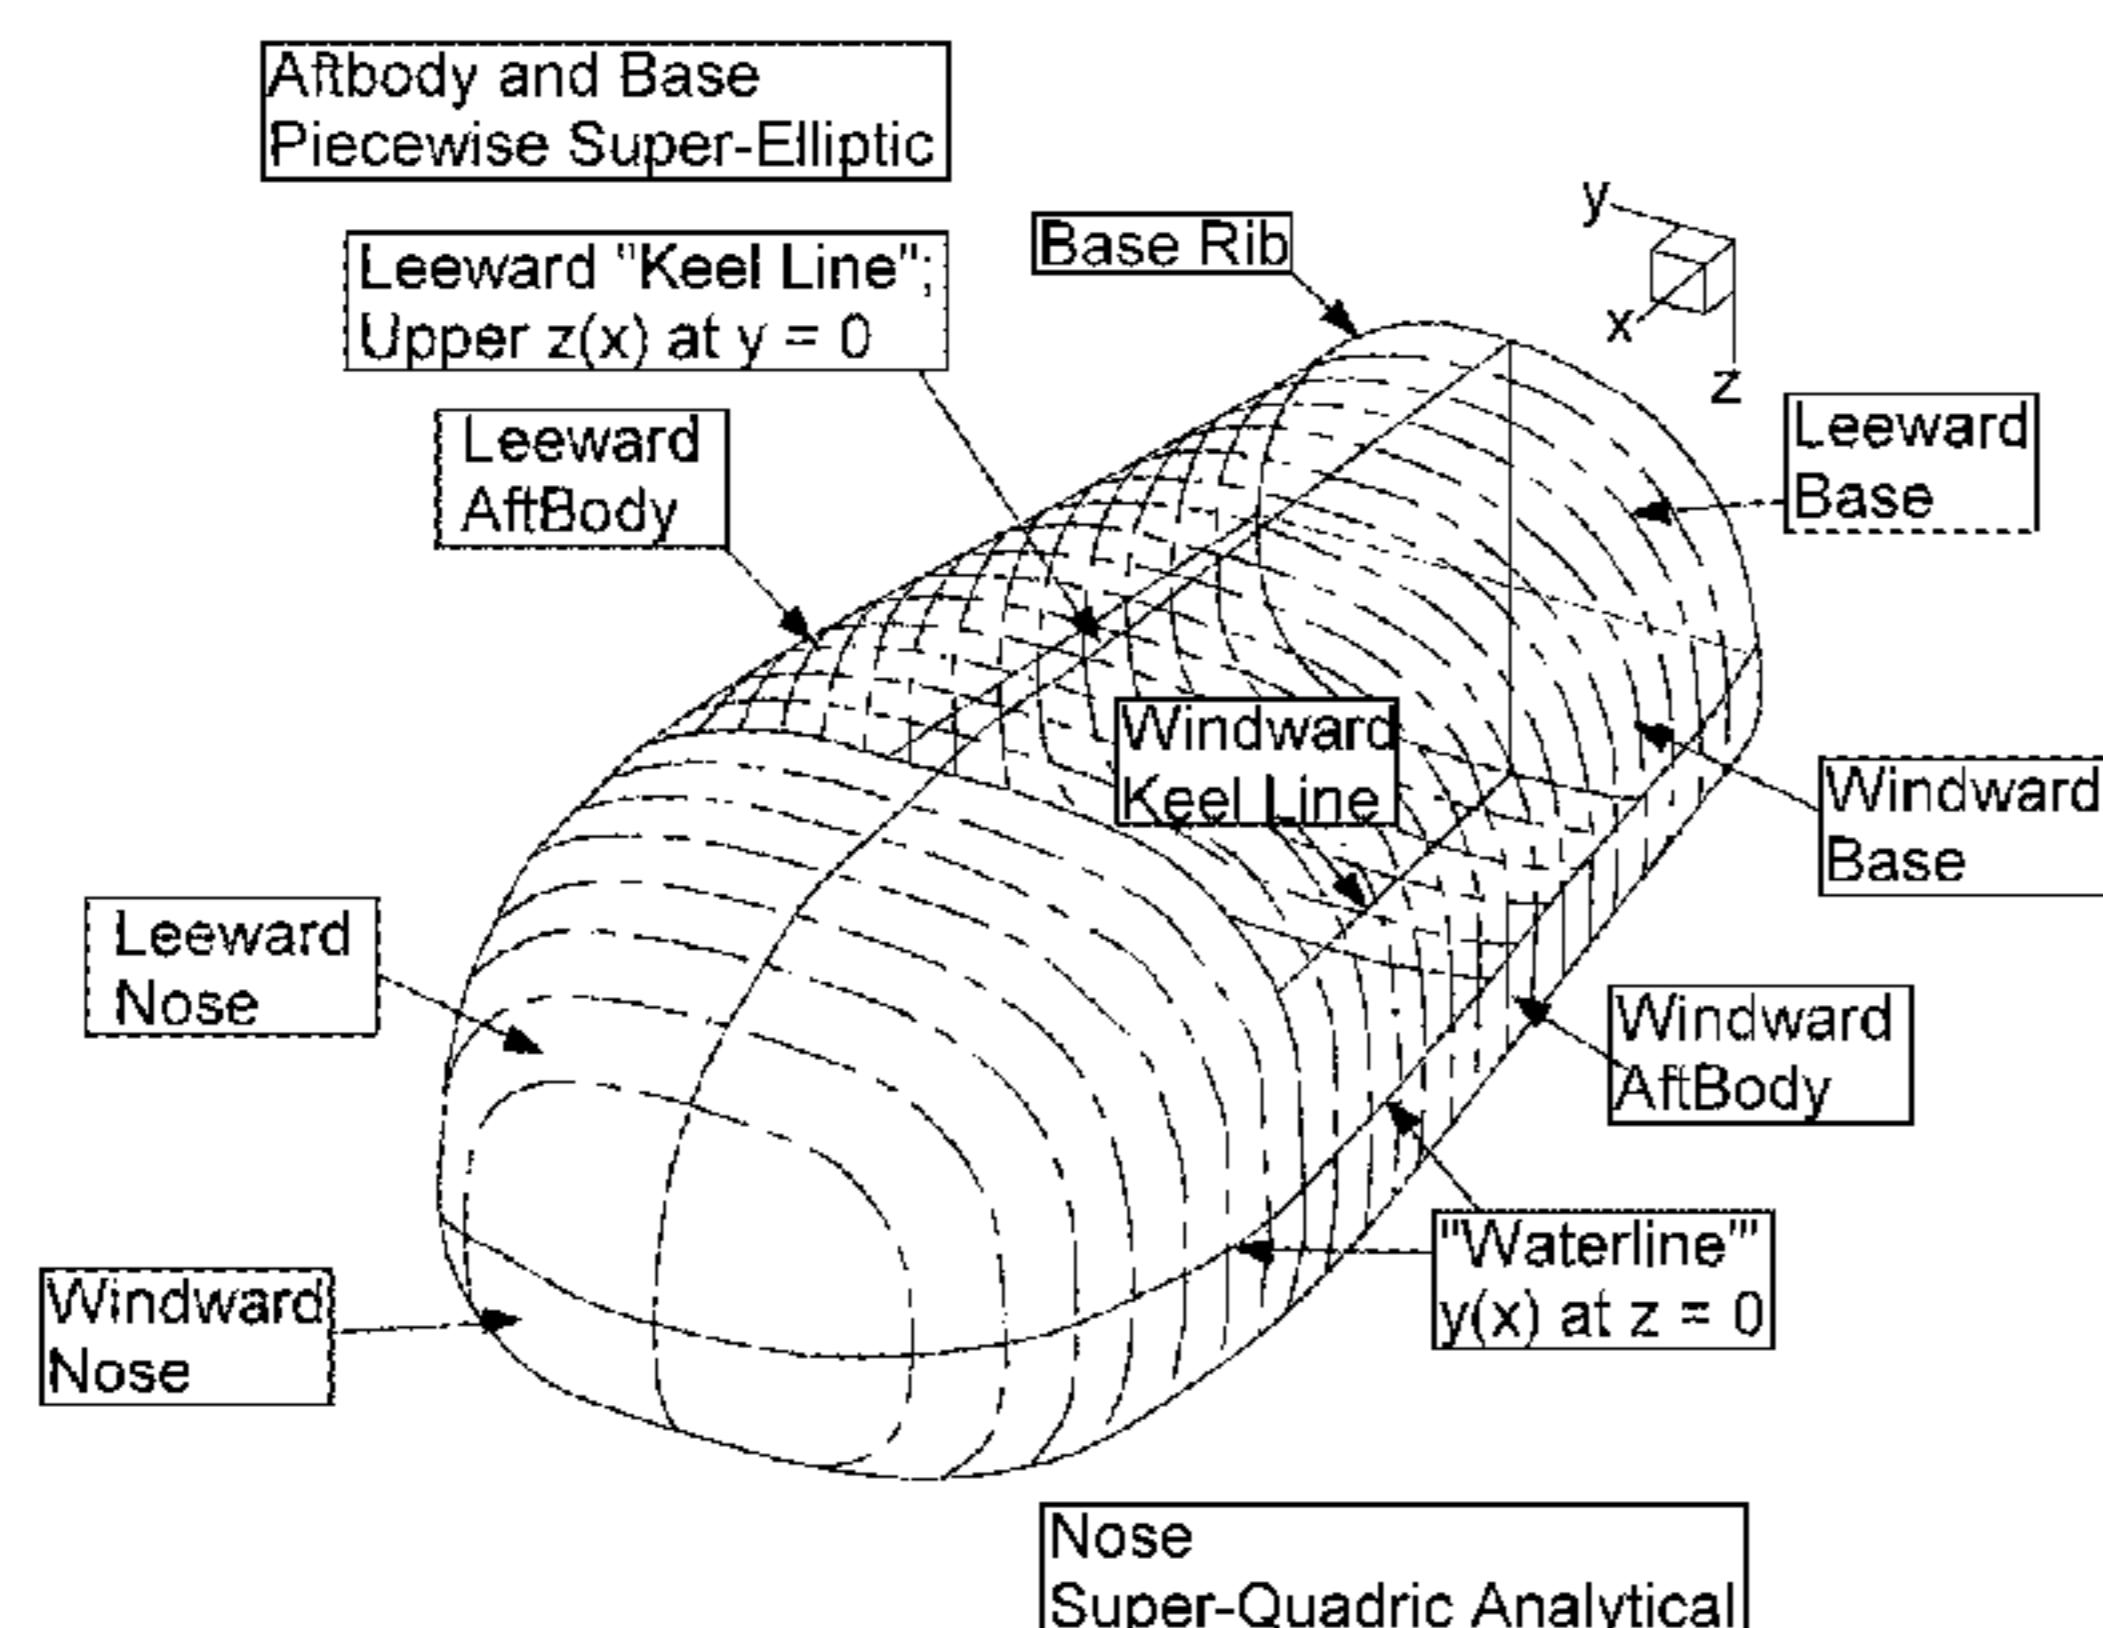 Aftbody and Base
Piecewise Super-Elliptic
Leeward "Keel Line";
Upper z(x) at y = 0
Base Rib
y
x
z
Leeward
AftBody
Leeward
Base
Windward
Keel Line
Windward
Base
Leeward
Nose
Windward
AftBody
"Waterline'"
y(x) at z = 0
Windward
Nose
Nose
Super-Quadric Analytical